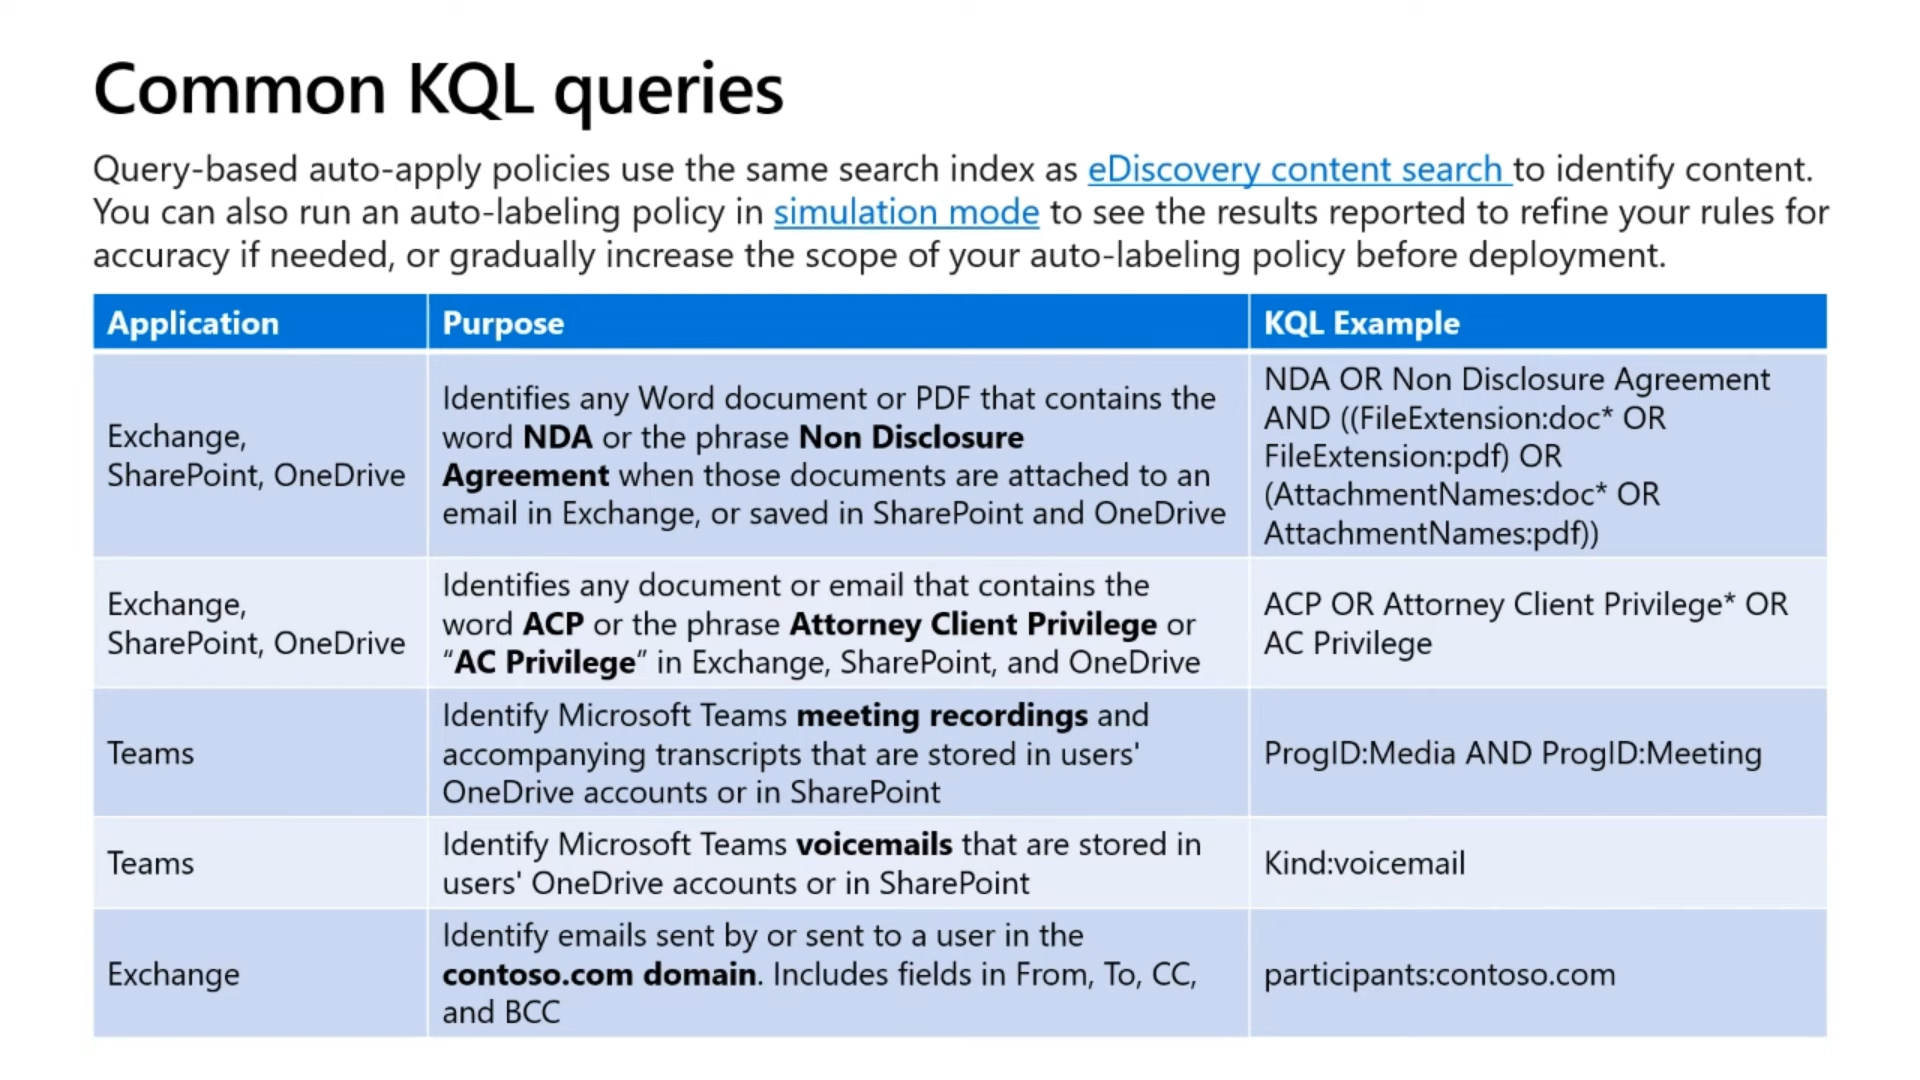 Common KQL queries
Query-based auto-apply policies use the same search index as eDiscovery content search to identify content.
You can also run an auto-labeling policy in simulation mode to see the results reported to refine your rules for
accuracy if needed, or gradually increase the scope of your auto-labeling policy before deployment.
Application
Purpose
KQL Example
Exchange,
SharePoint, OneDrive
Identifies any Word document or PDF that contains the
word NDA or the phrase Non Disclosure
Agreement when those documents are attached to an
email in Exchange, or saved in SharePoint and OneDrive
NDA OR Non Disclosure Agreement
AND ((FileExtension:doc* OR
FileExtension:pdf) OR
(AttachmentNames:doc* OR
AttachmentNames:pdf))
Exchange,
SharePoint, OneDrive
Identifies any document or email that contains the
word ACP or the phrase Attorney Client Privilege or
“AC Privilege” in Exchange, SharePoint, and OneDrive
ACP OR Attorney Client Privilege* OR
AC Privilege
Teams
Identify Microsoft Teams meeting recordings and
accompanying transcripts that are stored in users'
OneDrive accounts or in SharePoint
ProgID:Media AND ProgID:Meeting
Teams
Identify Microsoft Teams voicemails that are stored in
users' OneDrive accounts or in SharePoint
Kind:voicemail
Exchange
Identify emails sent by or sent to a user in the
contoso.com domain. Includes fields in From, To, CC,
and BCC
participants:contoso.com